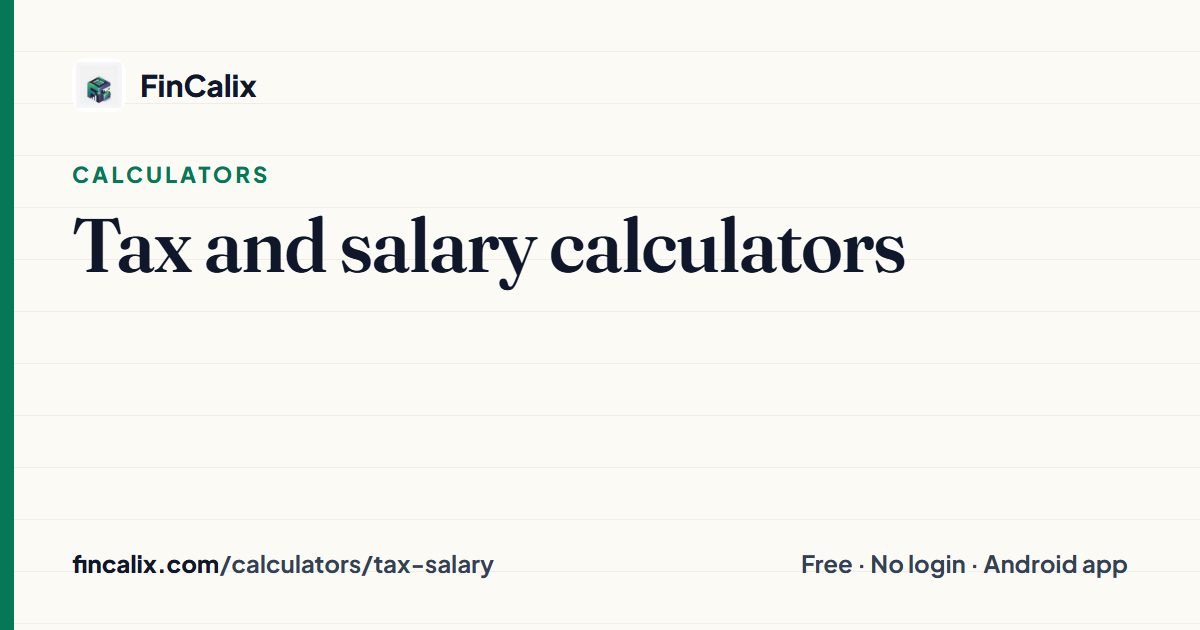 FinCalix
CALCULATORS
Tax and salary calculators
fincalix.com/calculators/tax-salary
Free · No login · Android app